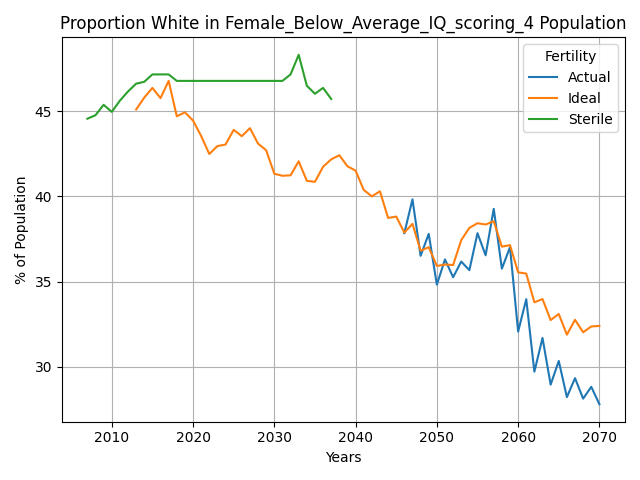 Proportion White in Female_Below_Average_IQ_scoring_4 Population
Fertility
Actual
Ideal
Sterile
45
40
35
30
% of Population
2010
2020
2030
2040
2050
2060
2070
Years